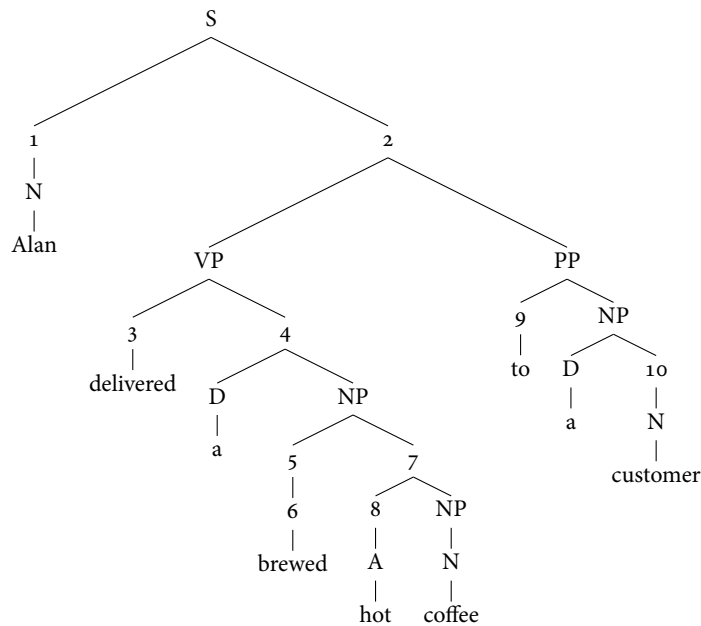 S
1 2
N
Alan
VP PP
9 NP
3 4
to D 10
delivered
D NP
a N
a
customer
5 7
6 8 NP
brewed
A N
hot coffee